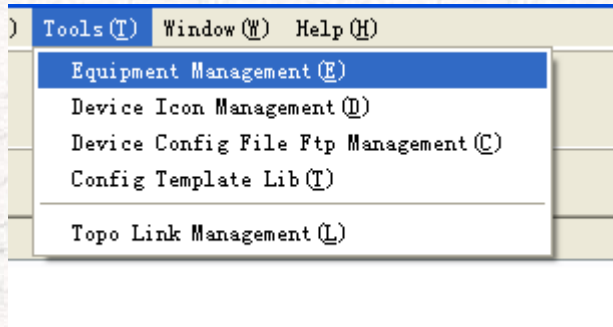 ) Tools(T) Window(W) Help(H)
Equipment Management(E)
Device Icon Management(D)
Device Config File Ftp Management(C)
Config Template Lib(T)
Topo Link Management(L)